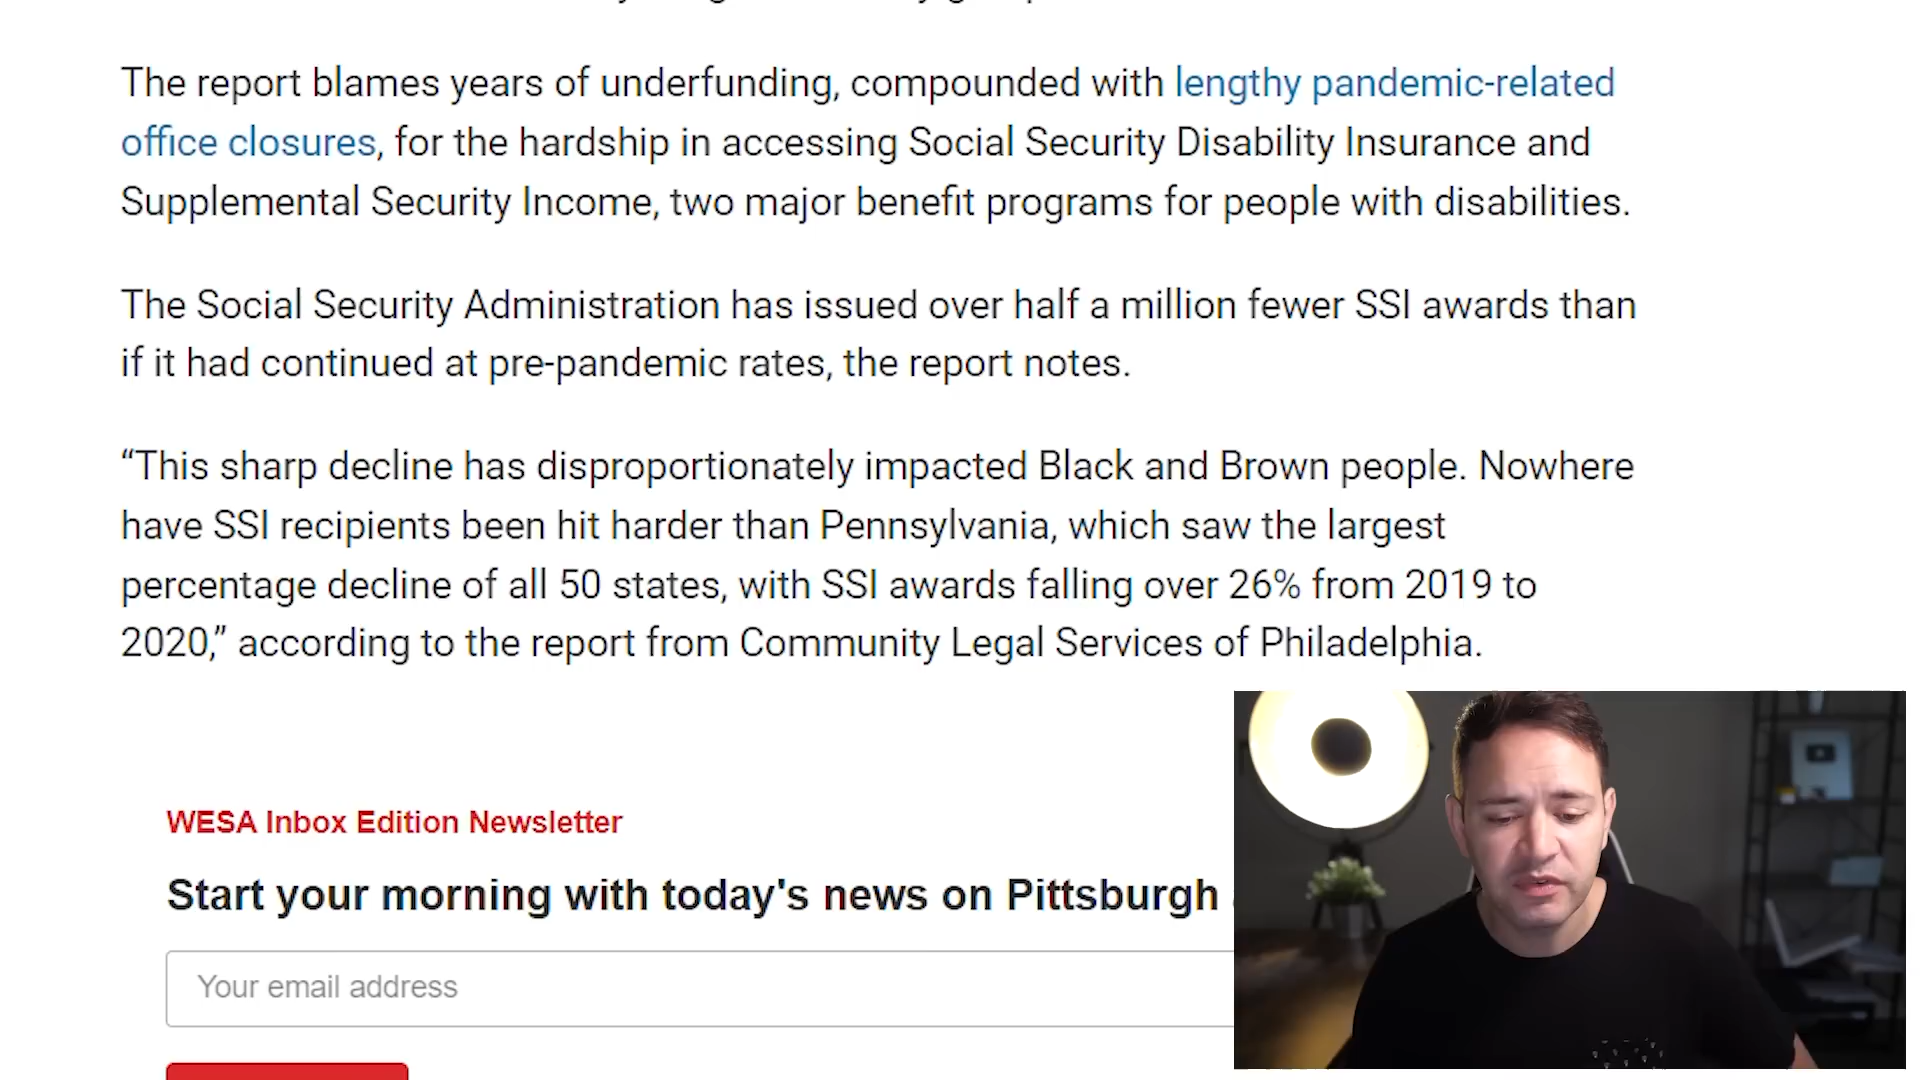 The report blames years of underfunding, compounded with lengthy pandemic-related
office closures, for the hardship in accessing Social Security Disability Insurance and
Supplemental Security Income, two major benefit programs for people with disabilities.
The Social Security Administration has issued over half a million fewer SSI awards than
if it had continued at pre-pandemic rates, the report notes.
“This sharp decline has disproportionately impacted Black and Brown people. Nowhere
have SSI recipients been hit harder than Pennsylvania, which saw the largest
percentage decline of all 50 states, with SSI awards falling over 26% from 2019 to
2020,” according to the report from Community Legal Services of Philadelphia.
WESA Inbox Edition Newsletter
Start your morning with today's news on Pittsburgh
Your email address